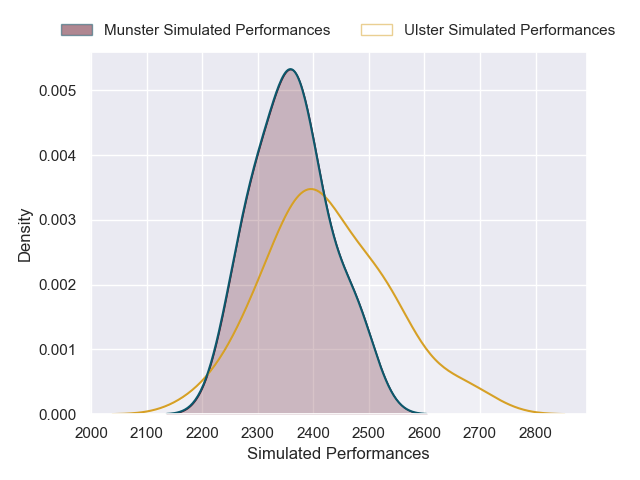 Munster Simulated Performances Ulster Simulated Performances
0.005
0.004
0.003
0.002
0.001
0.000
Density
2000 2100 2200 2300 2400 2500 2600 2700 2800
Simulated Performances